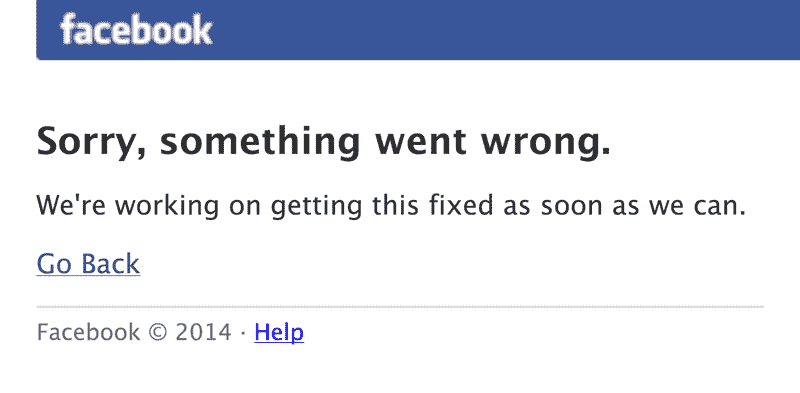 facebook
Sorry, something went wrong.
We're working on getting this fixed as soon as we can.
Go Back
Facebook © 2014 · Help